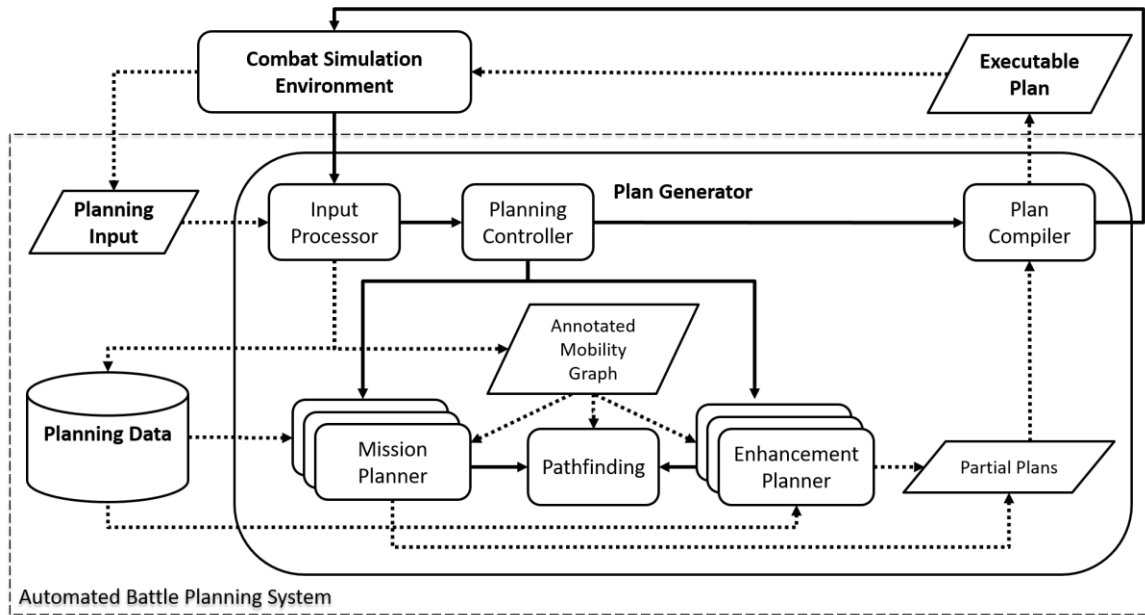 Combat Simulation
Environment
Executable
Plan
Planning
Input
Input
Processor
Planning
Controller
Plan Generator
Plan
Compiler
Annotated
Mobility
Graph
Planning Data
Mission
Planner
Pathfinding
Enhancement
Planner
Partial Plans
Automated Battle Planning System